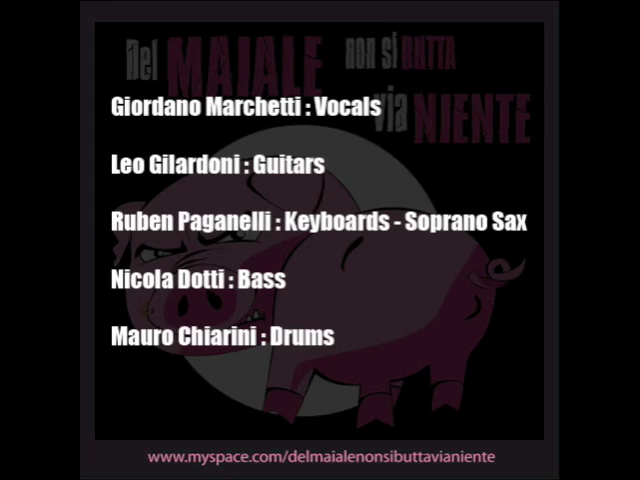 Del MAIALE non si BUTTA
via NIENTE
Giordano Marchetti : Vocals
Leo Gilardoni : Guitars
Ruben Paganelli : Keyboards - Soprano Sax
Nicola Dotti : Bass
Mauro Chiarini : Drums
www.myspace.com/delmaialenonsibuttavianiente